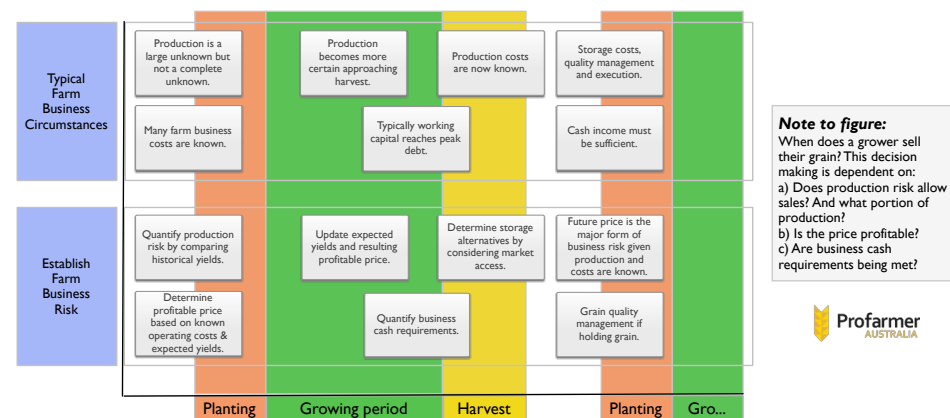 Typical
Farm
Business
Circumstances
Production is a
large unknown but
not a complete
unknown.
Production
becomes more
certain approaching
harvest.
Production costs
are now known.
Storage costs,
quality management
and execution.
Many farm business
costs are known.
Typically working
capital reaches peak
debt.
Cash income must
be sufficient.
Establish
Farm
Business
Risk
Quantify production
risk by comparing
historical yields.
Update expected
yields and resulting
profitable price.
Determine storage
alternatives by
considering market
access.
Future price is the
major form of
business risk given
production and
costs are known.
Determine
profitable price
based on known
operating costs &
expected yields.
Quantify business
cash requirements.
Grain quality
management if
holding grain.
Planting
Growing period
Harvest
Planting
Gro...
Note to figure:
When does a grower sell
their grain? This decision
making is dependent on:
a) Does production risk allow
sales? And what portion of
production?
b) Is the price profitable?
c) Are business cash
requirements being met?
Profarmer
AUSTRALIA